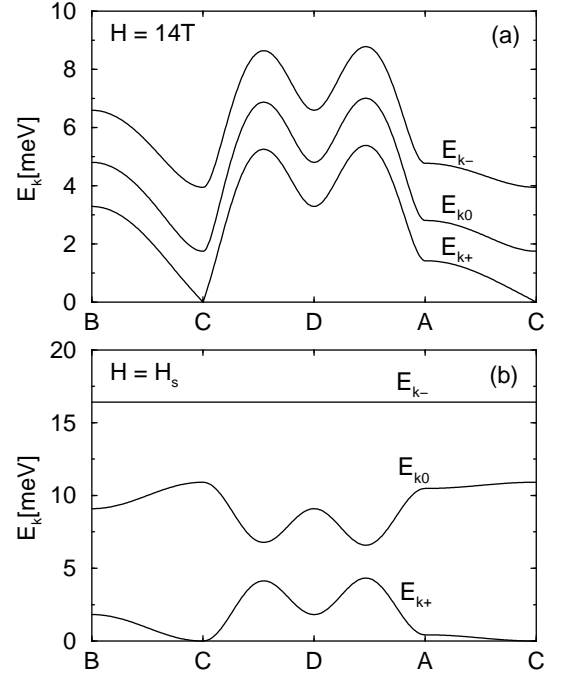 H = 14T
(a)
10
8
6
4
2
0
E_k[meV]
E_k−
E_k0
E_k+
B C D A C
H = H_s
(b)
20
15
10
5
0
E_k[meV]
E_k−
E_k0
E_k+
B C D A C